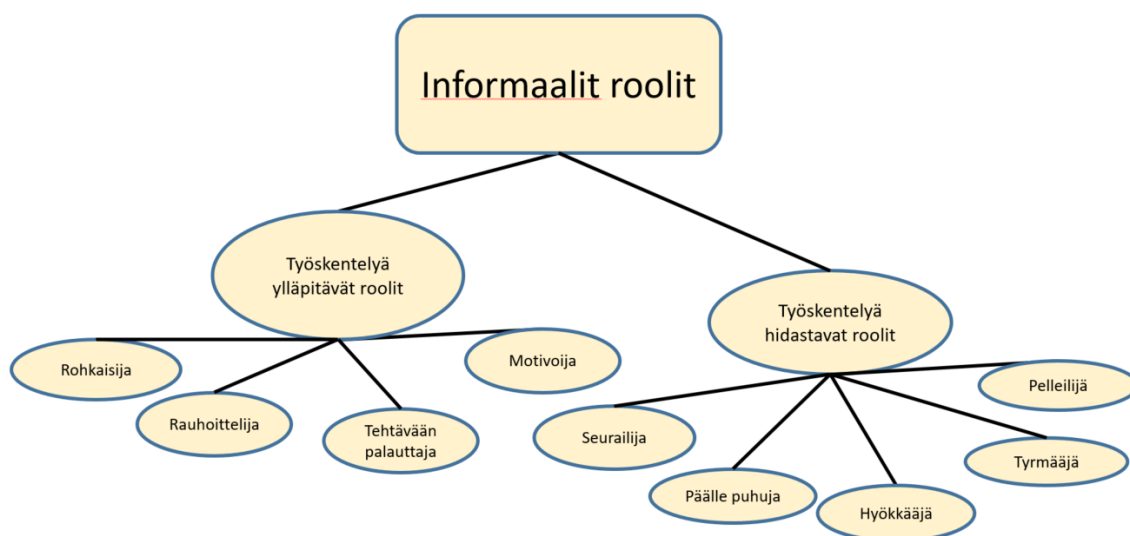 Informaalit roolit
Työskentelyä
ylläpitävät roolit
Työskentelyä
hidastavat roolit
Rohkaisija
Rauhoittelija
Tehtävään
palauttaja
Motivoija
Seurailija
Päälle puhuja
Hyökkääjä
Tyrmääjä
Pelleilijä